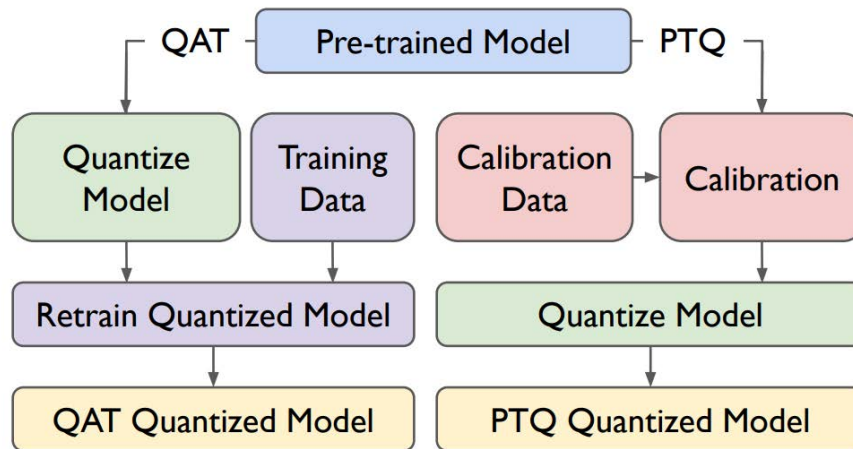 QAT
Pre-trained Model
PTQ
Quantize
Model
Training
Data
Calibration
Data
Calibration
Retrain Quantized Model
Quantize Model
QAT Quantized Model
PTQ Quantized Model